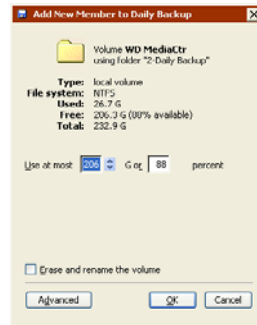 Add New Member to Daily Backup
Volume WD MediaCtr
using folder "2-Daily Backup"
Type: local volume
File system: NTFS
Used: 26.7 G
Free: 206.3 G (88% available)
Total: 232.9 G
Use at most 206 G or 88 percent
Erase and rename the volume
Advanced OK Cancel